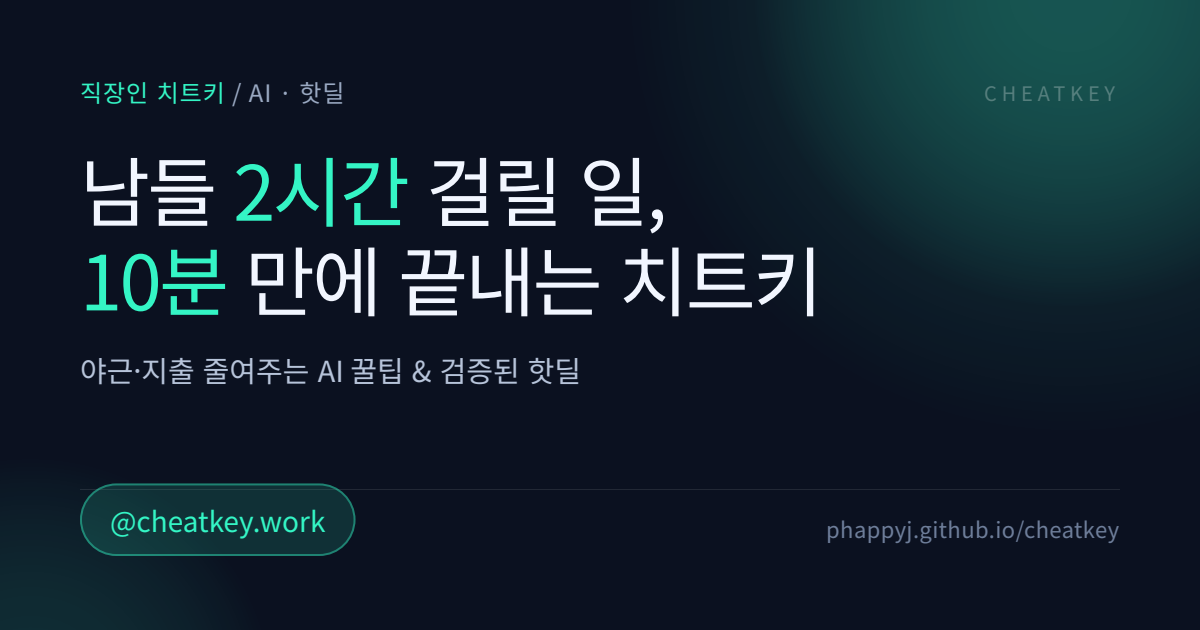 직장인 치트키 / AI · 핫딜
CHEATKEY
남들 2시간 걸릴 일,
10분 만에 끝내는 치트키
야근·지출 줄여주는 AI 꿀팁 & 검증된 핫딜
@cheatkey.work
phappyj.github.io/cheatkey